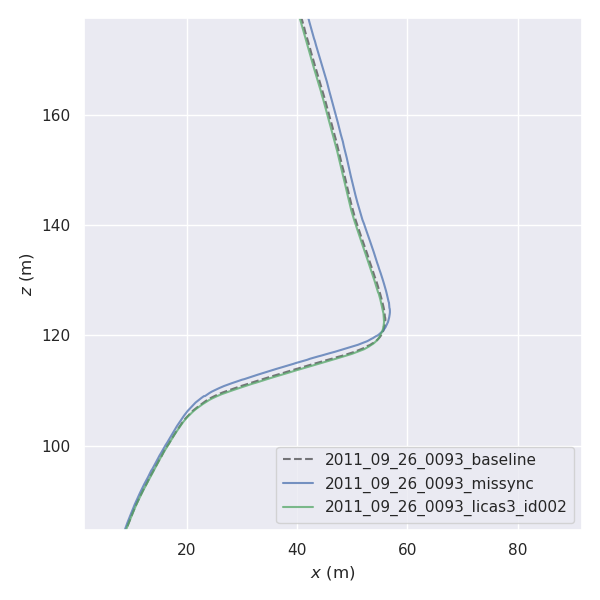 160
140
120
100
z (m)
2011_09_26_0093_baseline
2011_09_26_0093_missync
2011_09_26_0093_licas3_id002
20 40 60 80
x (m)